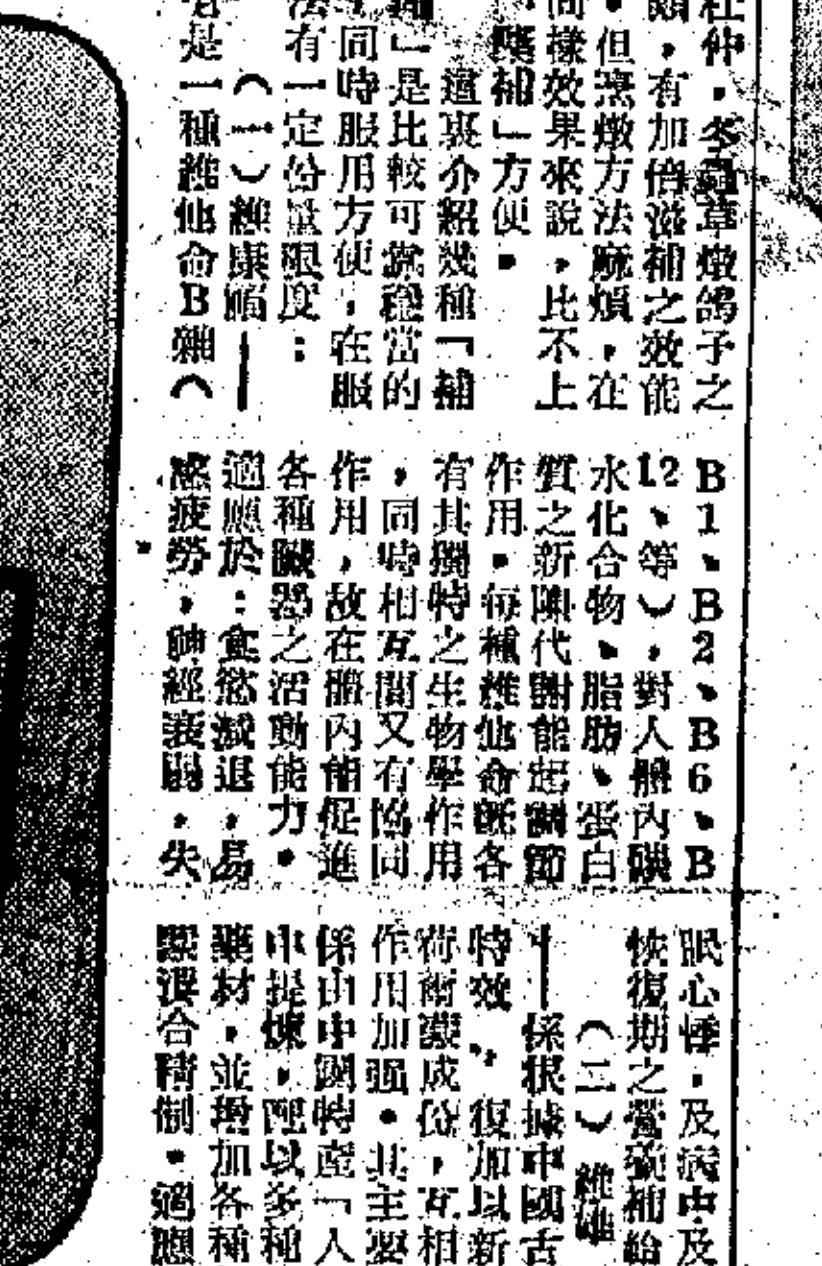 杜仲，冬蟲草燉鴿子之
類，有加倍滋補之效能
，但烹燉方法麻煩，在
同樣效果來說，比不上
補」方便。
這裏介紹幾種「補
」是比較可靠穩當的
，同時服用方便，在服
法有一定份量限度：
（一）維康
是一種維他命B雜（
B1、B2、B6、B
12、等），對人體內碳
水化合物、脂肪、蛋白
質之新陳代謝能起調節
作用。每種維他命既各
有其獨特之生物學作用
，同時相互間又有協同
作用，故在體內能促進
各種臟器之活動能力。
適應於：食慾減退，易
感疲勞，神經衰弱，失
眠心悸，及病中及
恢復期之營養補給
（二）維雄
—係根據中國古
特效，復加以新
荷爾蒙成份，互相
作用加强。其主要
係由中國特產「人
中提煉，配以多種
藥材，並增加各種
混合精制。適應